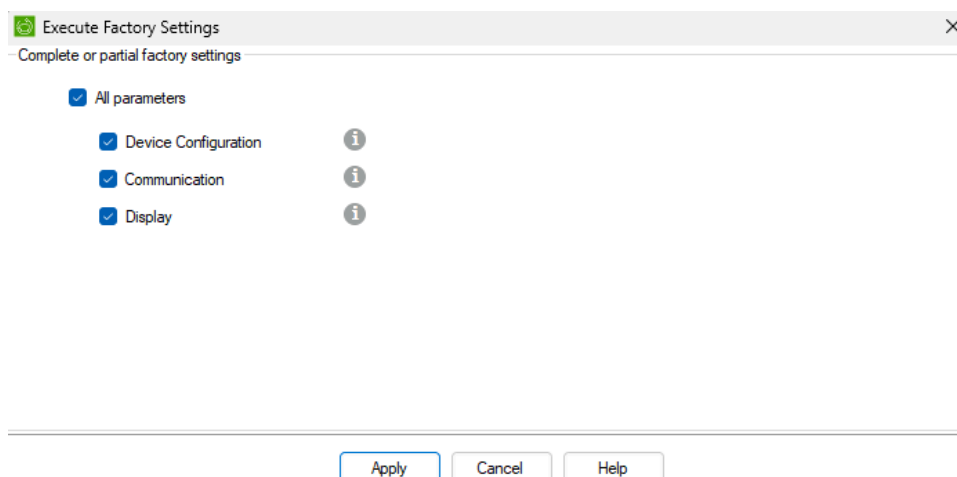 Execute Factory Settings
Complete or partial factory settings
All parameters
Device Configuration
Communication
Display
Apply Cancel Help